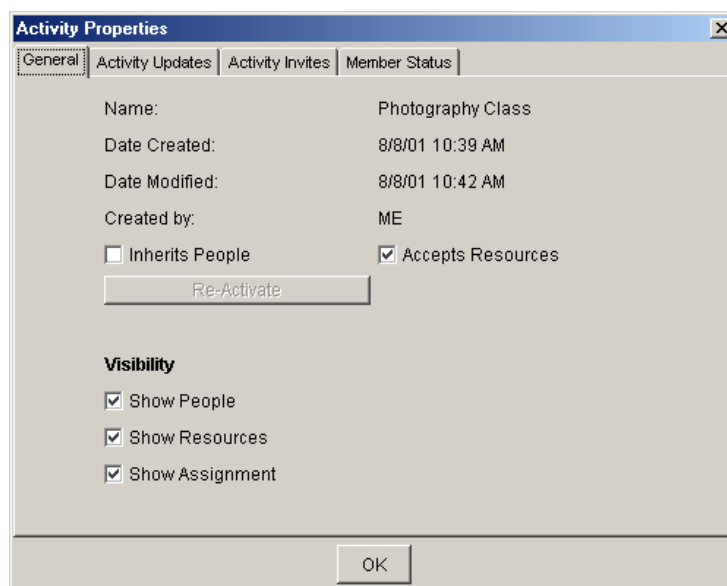 Activity Properties
General Activity Updates Activity Invites Member Status
Name: Photography Class
Date Created: 8/8/01 10:39 AM
Date Modified: 8/8/01 10:42 AM
Created by: ME
Inherits People Accepts Resources
Re-Activate
Visibility
Show People
Show Resources
Show Assignment
OK